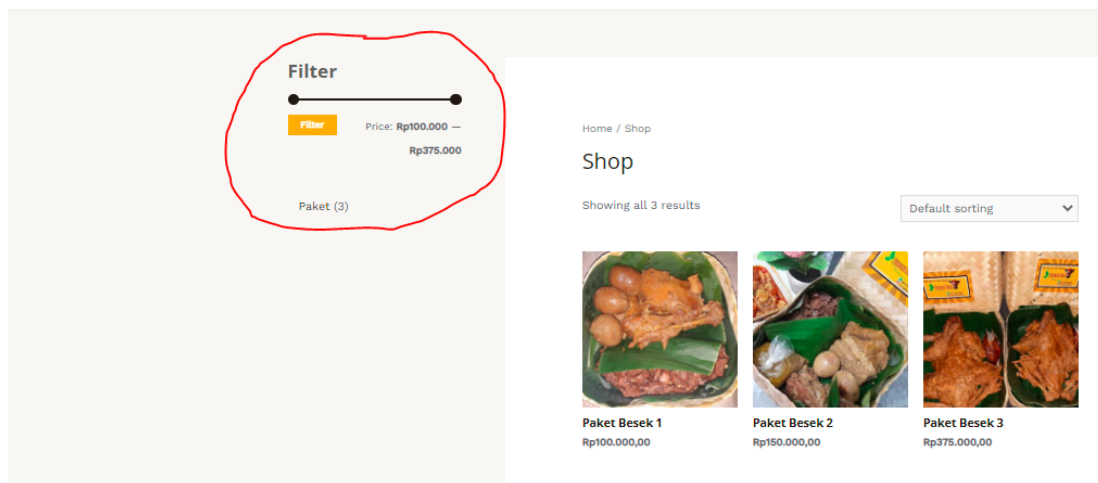 Filter
Filter
Price: Rp100.000 —
Rp375.000
Paket (3)
Home / Shop
Shop
Showing all 3 results
Default sorting
Paket Besek 1
Rp100.000,00
Paket Besek 2
Rp150.000,00
Paket Besek 3
Rp375.000,00